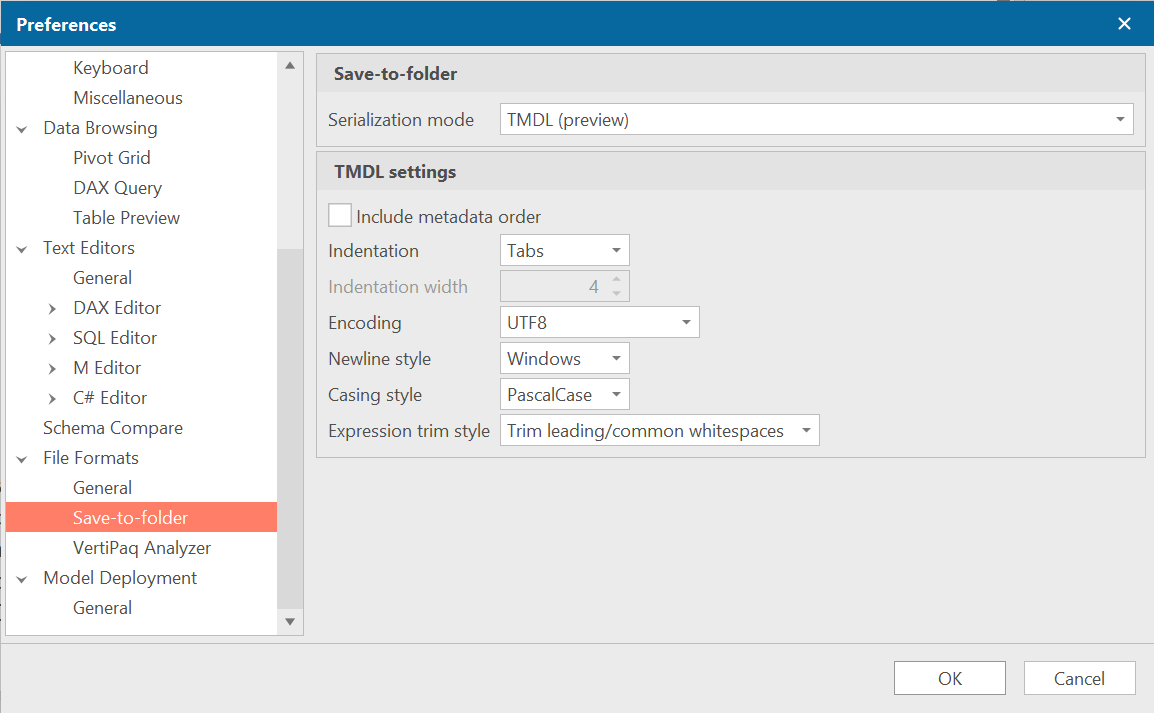 Preferences
Keyboard
Miscellaneous
Data Browsing
Pivot Grid
DAX Query
Table Preview
Text Editors
General
DAX Editor
SQL Editor
M Editor
C# Editor
Schema Compare
File Formats
General
Save-to-folder
VertiPaq Analyzer
Model Deployment
General
Save-to-folder
Serialization mode TMDL (preview)
TMDL settings
Include metadata order
Indentation Tabs
Indentation width 4
Encoding UTF8
Newline style Windows
Casing style PascalCase
Expression trim style Trim leading/common whitespaces
OK Cancel